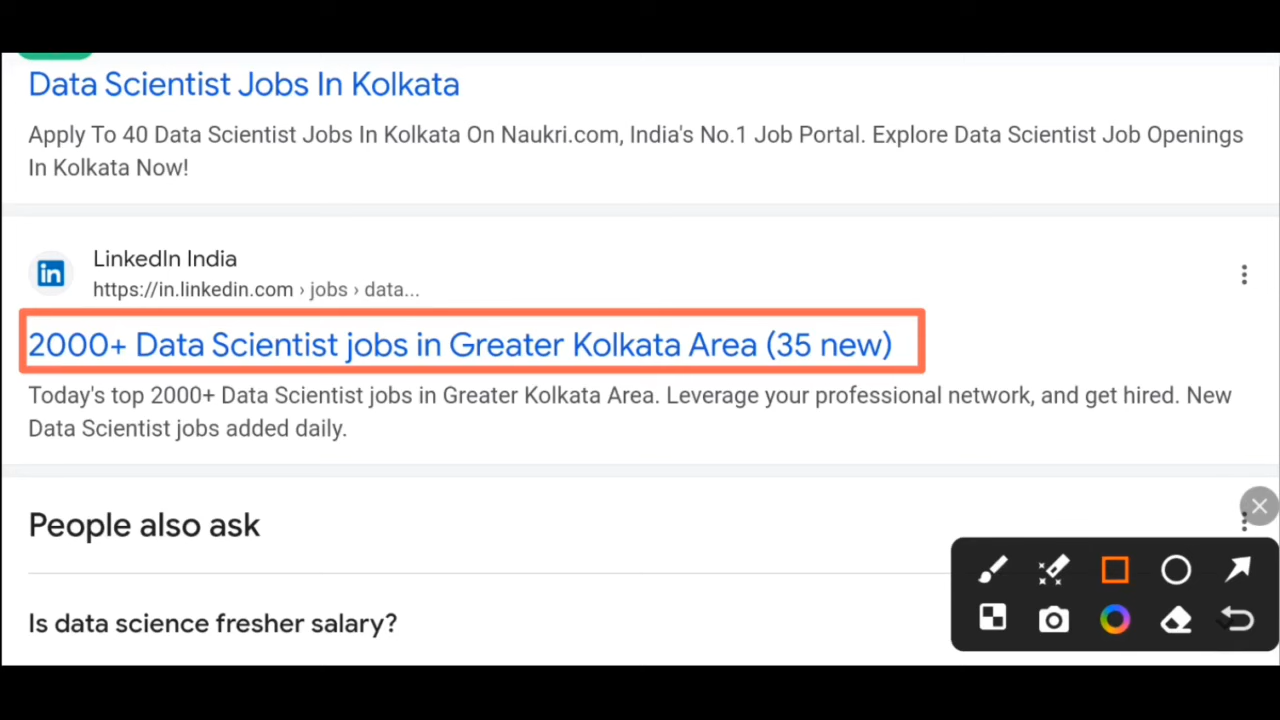 Data Scientist Jobs In Kolkata
Apply To 40 Data Scientist Jobs In Kolkata On Naukri.com, India's No.1 Job Portal. Explore Data Scientist Job Openings
In Kolkata Now!
LinkedIn India
https://in.linkedin.com › jobs › data...
2000+ Data Scientist jobs in Greater Kolkata Area (35 new)
Today's top 2000+ Data Scientist jobs in Greater Kolkata Area. Leverage your professional network, and get hired. New
Data Scientist jobs added daily.
People also ask
Is data science fresher salary?